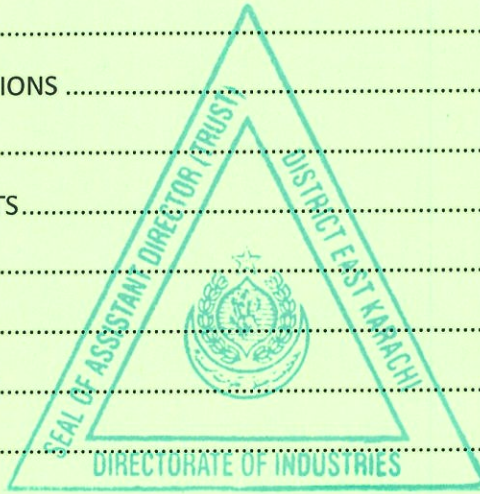 ................................................................
IONS ................................................................
................................................................
TS................................................................
SEAL OF ASSISTANT DIRECTOR (TRUST)
DISTRICT EAST KARACHI
DIRECTORATE OF INDUSTRIES